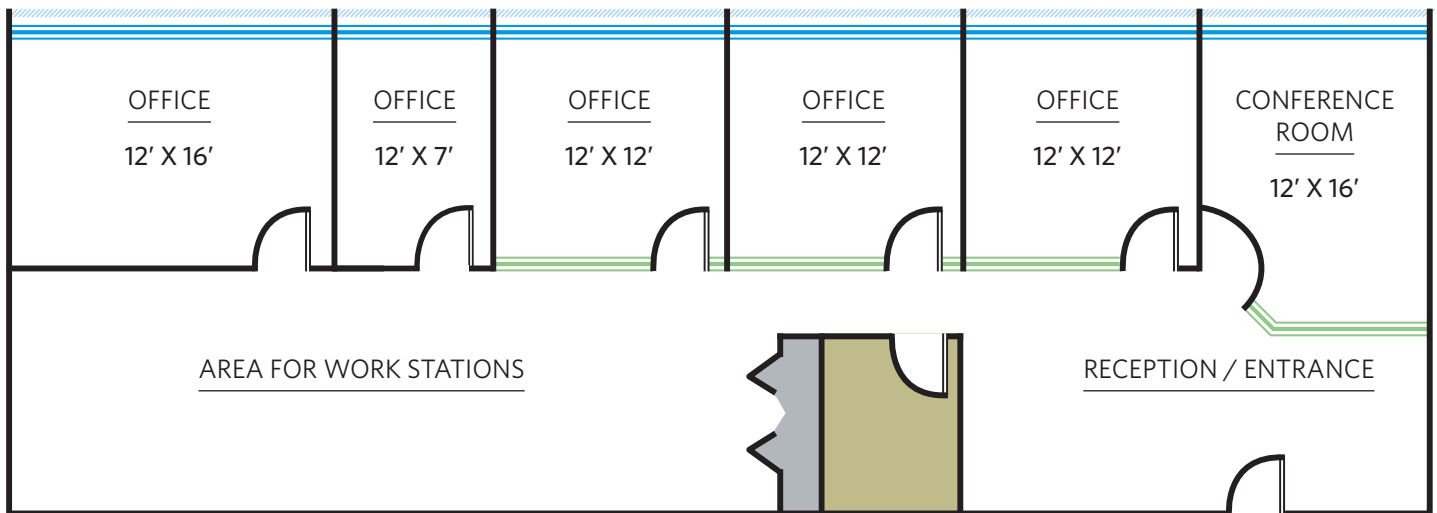 OFFICE
12′ X 16′
OFFICE
12′ X 7′
OFFICE
12′ X 12′
OFFICE
12′ X 12′
OFFICE
12′ X 12′
CONFERENCE
ROOM
12′ X 16′
AREA FOR WORK STATIONS
RECEPTION / ENTRANCE